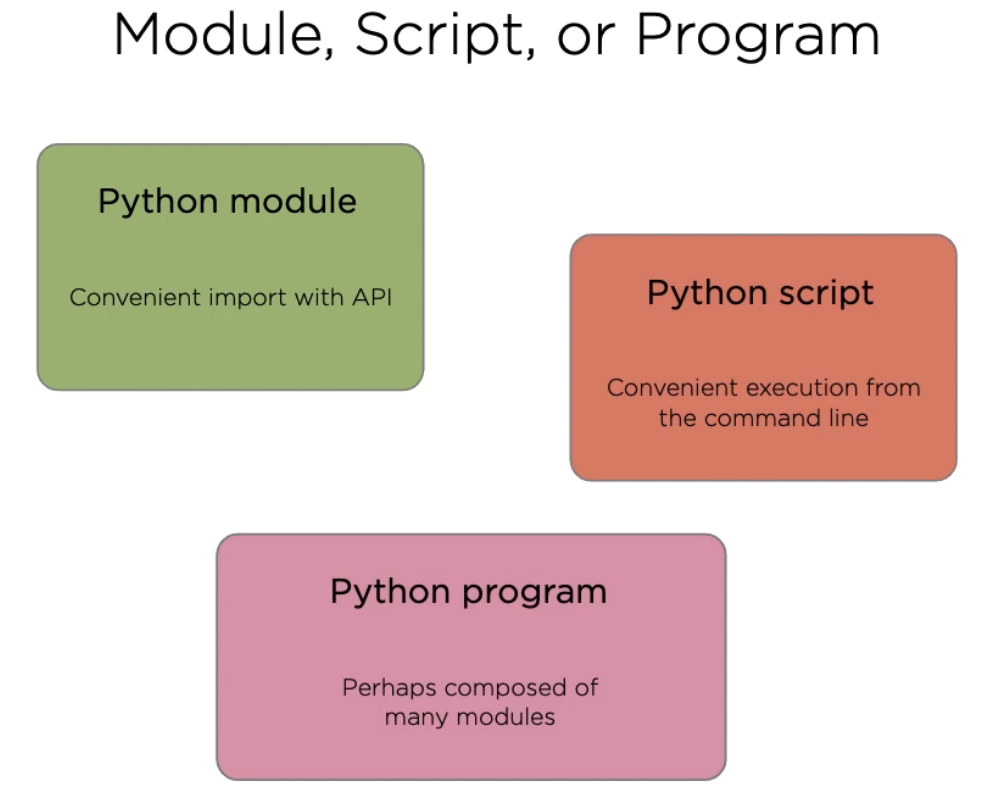 Module, Script, or Program
Python module
Convenient import with API
Python script
Convenient execution from
the command line
Python program
Perhaps composed of
many modules